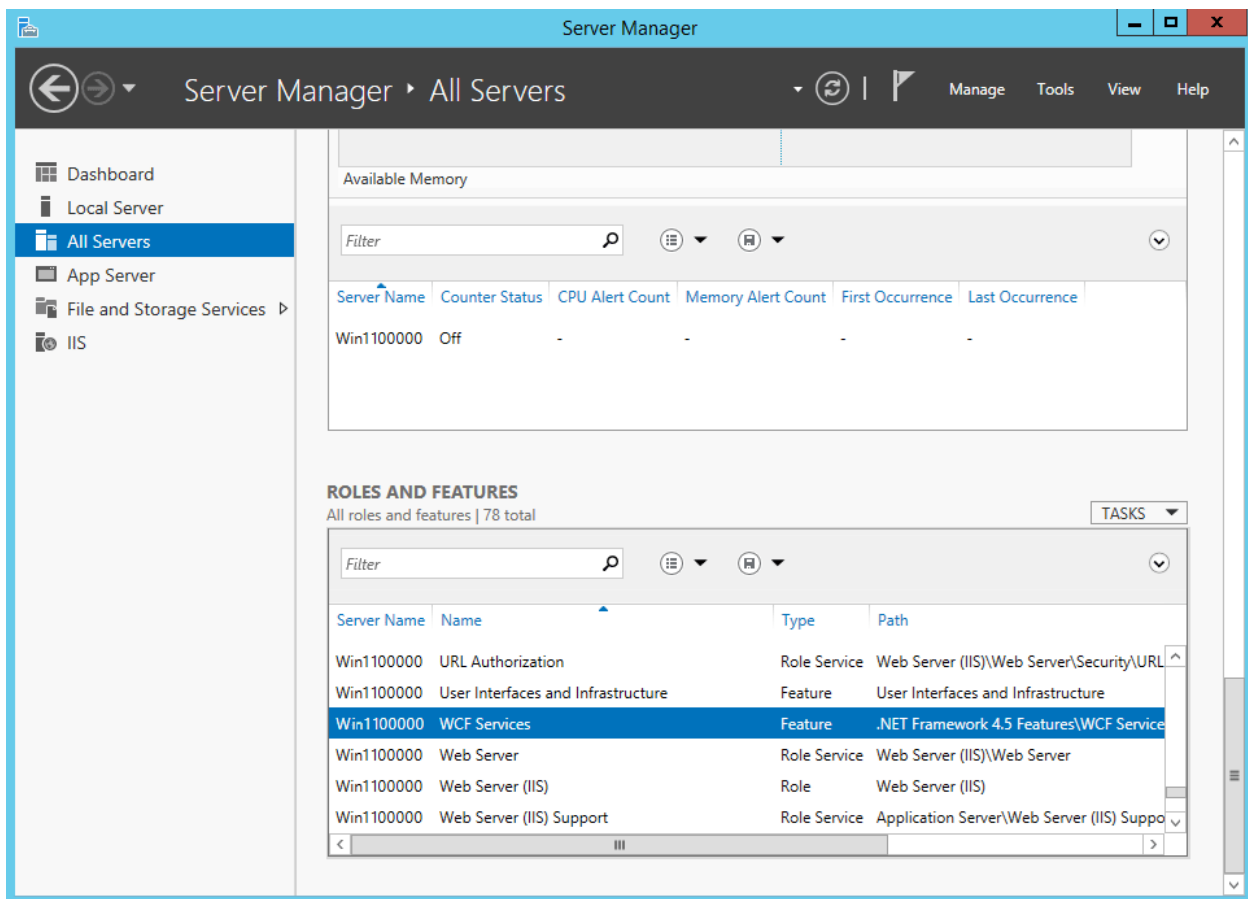 Server Manager
Server Manager ‣ All Servers
Manage Tools View Help
Dashboard
Local Server
All Servers
App Server
File and Storage Services
IIS
Available Memory
Filter
Server Name Counter Status CPU Alert Count Memory Alert Count First Occurrence Last Occurrence
Win1100000 Off - - - -
ROLES AND FEATURES
All roles and features | 78 total
TASKS
Filter
Server Name Name Type Path
Win1100000 URL Authorization Role Service Web Server (IIS)\Web Server\Security\URL
Win1100000 User Interfaces and Infrastructure Feature User Interfaces and Infrastructure
Win1100000 WCF Services Feature .NET Framework 4.5 Features\WCF Service
Win1100000 Web Server Role Service Web Server (IIS)\Web Server
Win1100000 Web Server (IIS) Role Web Server (IIS)
Win1100000 Web Server (IIS) Support Role Service Application Server\Web Server (IIS) Suppo